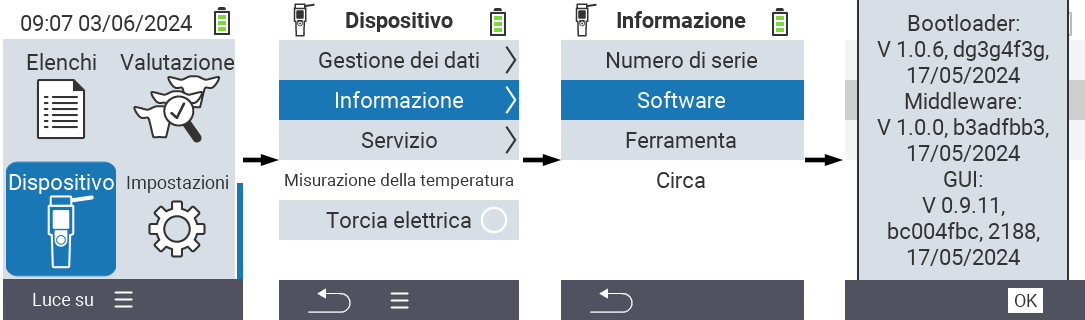 09:07 03/06/2024
Elenchi Valutazione
Dispositivo Impostazioni
Luce su
Dispositivo
Gestione dei dati
Informazione
Servizio
Misurazione della temperatura
Torcia elettrica
Informazione
Numero di serie
Software
Ferramenta
Circa
Bootloader:
V 1.0.6, dg3g4f3g,
17/05/2024
Middleware:
V 1.0.0, b3adfbb3,
17/05/2024
GUI:
V 0.9.11,
bc004fbc, 2188,
17/05/2024
OK